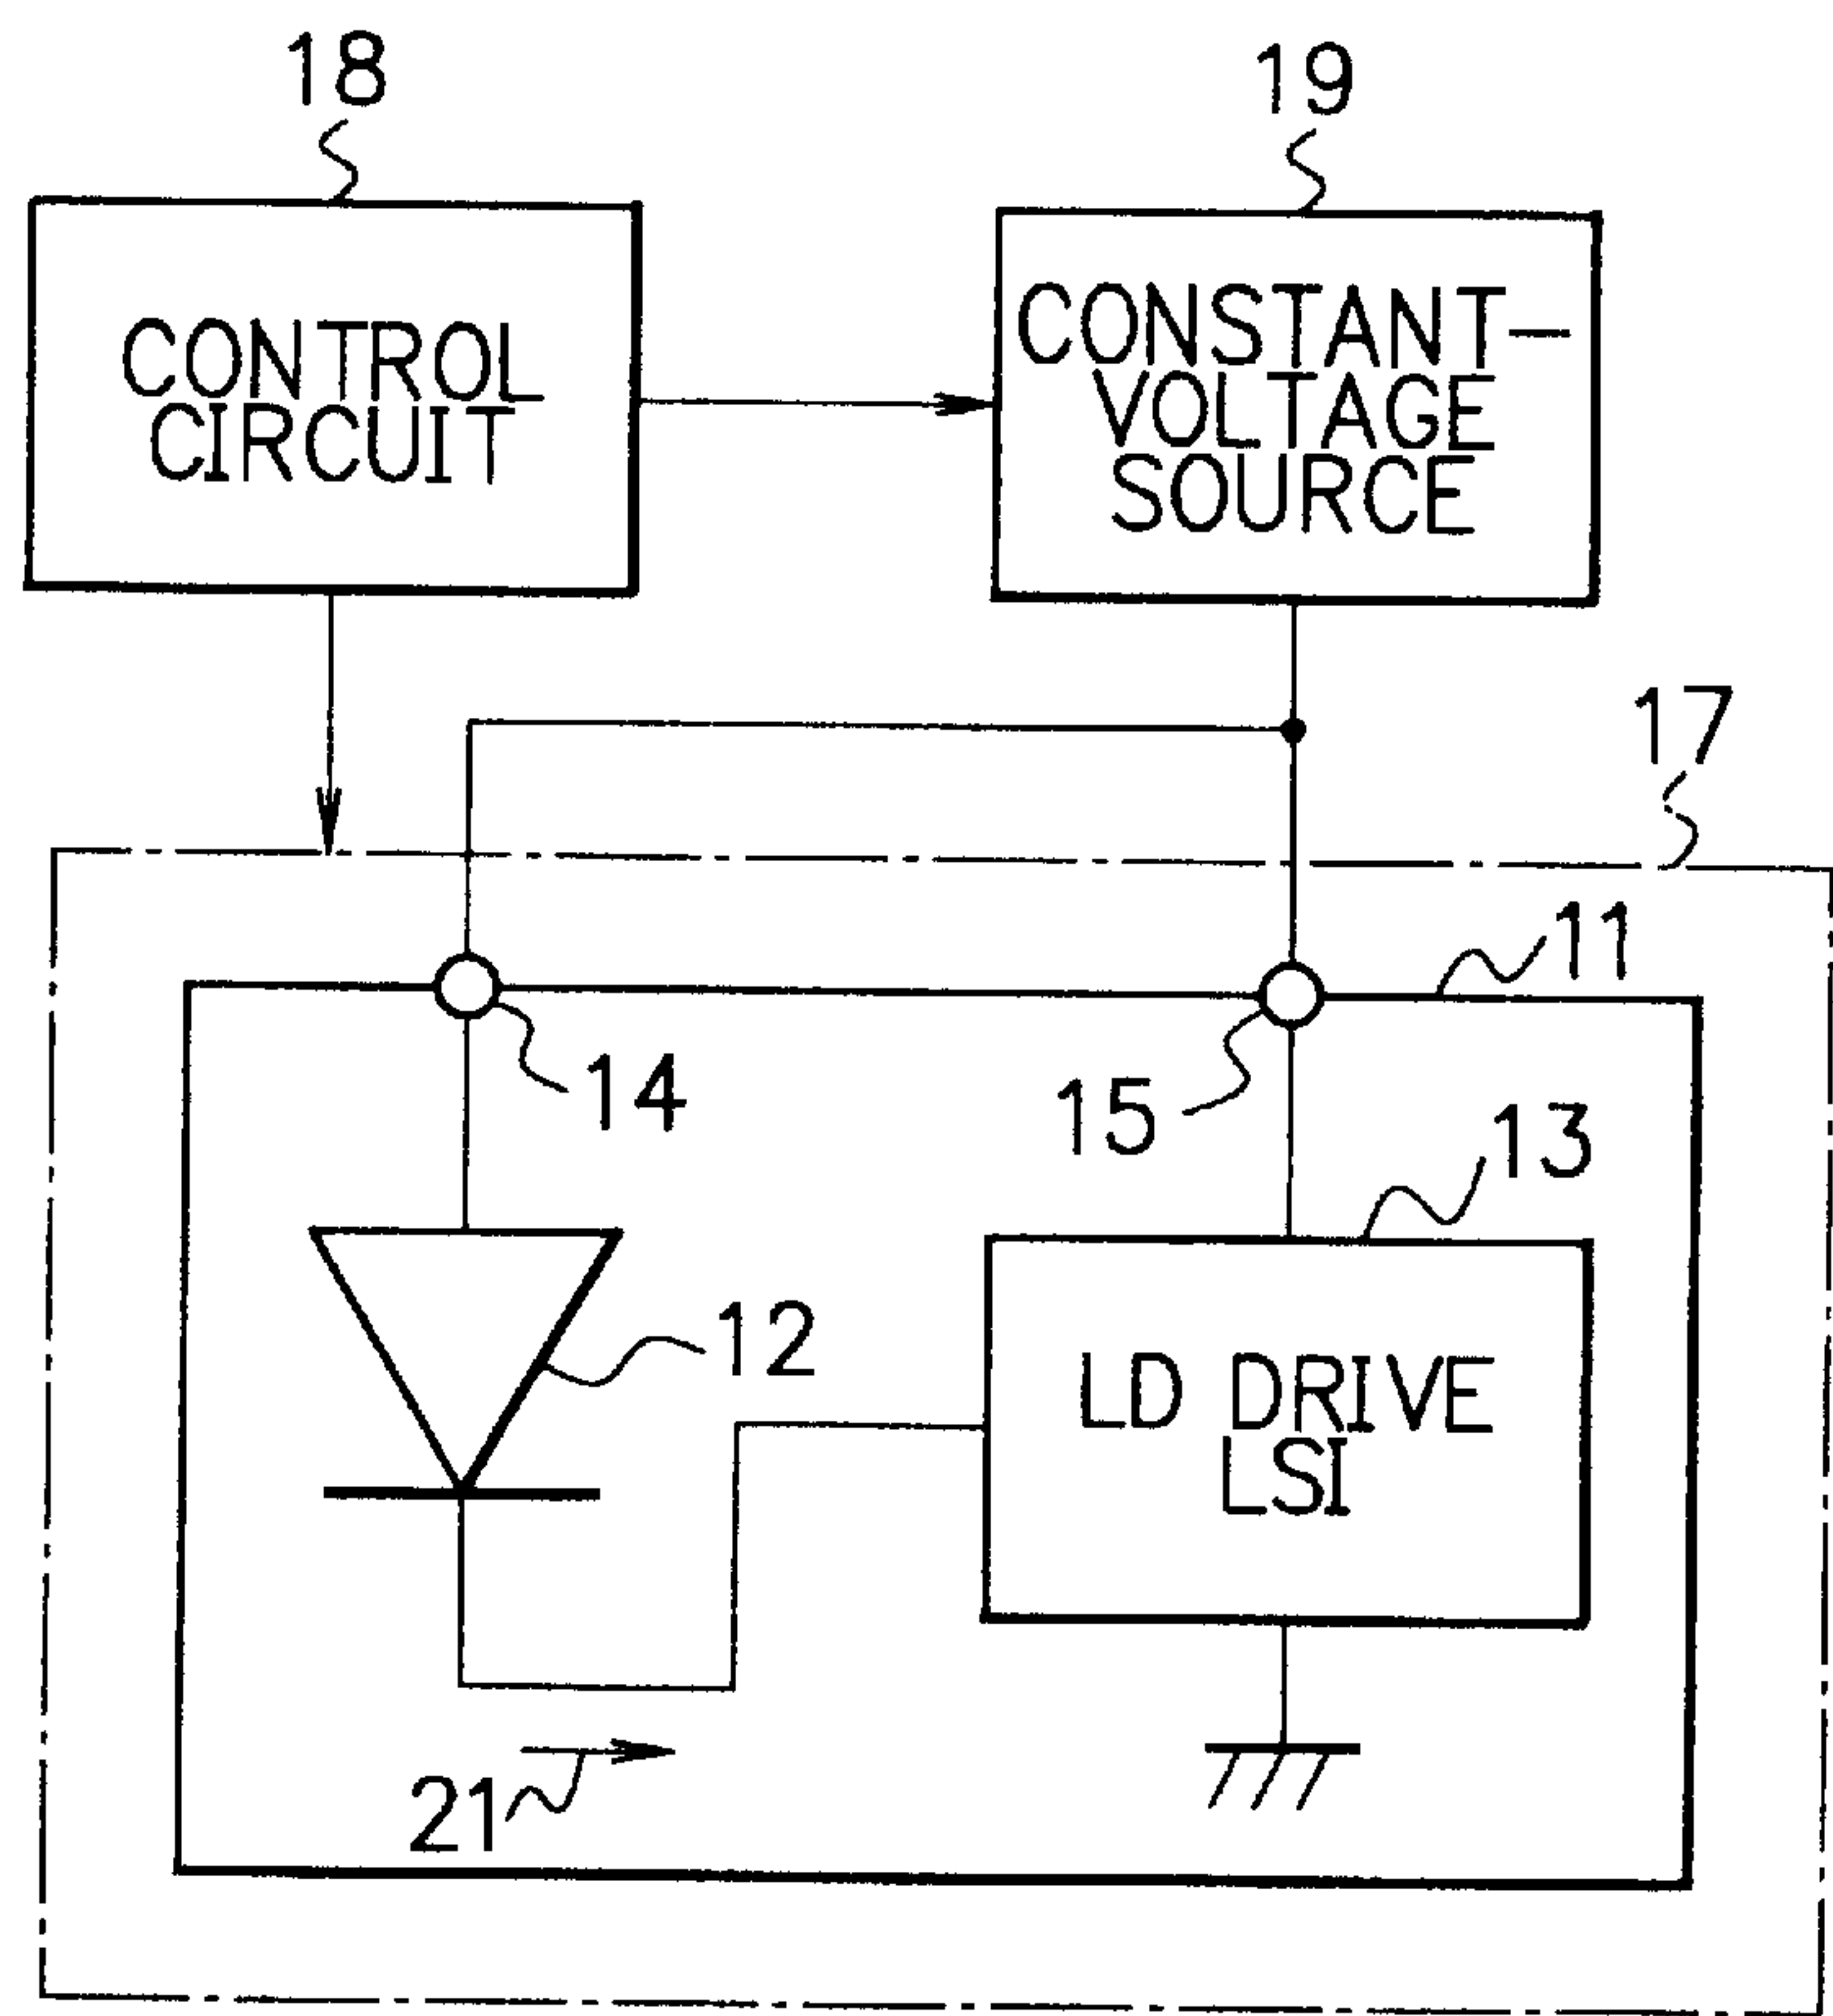 18
19
CONTROL
CIRCUIT
CONSTANT-
VOLTAGE
SOURCE
17
11
14
15
13
12
LD DRIVE
LSI
21